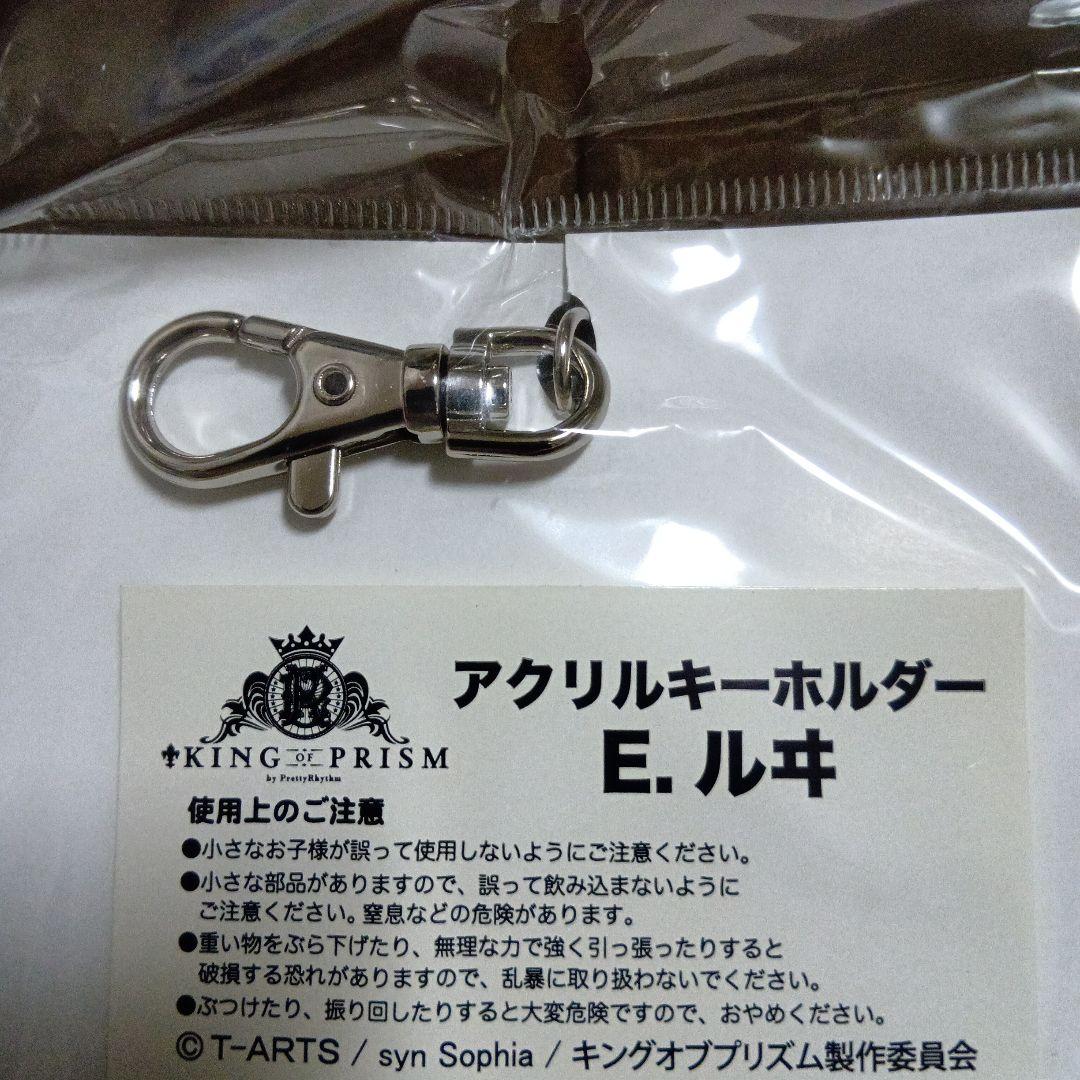 アクリルキーホルダー
E. ルヰ
R
KING OF PRISM
by PrettyRhythm
使用上のご注意
●小さなお子様が誤って使用しないようにご注意ください。
●小さな部品がありますので、誤って飲み込まないように
ご注意ください。窒息などの危険があります。
●重い物をぶら下げたり、無理な力で強く引っ張ったりすると
破損する恐れがありますので、乱暴に取り扱わないでください。
●ぶつけたり、振り回したりすると大変危険ですので、おやめください。
©T-ARTS / syn Sophia / キングオブプリズム製作委員会